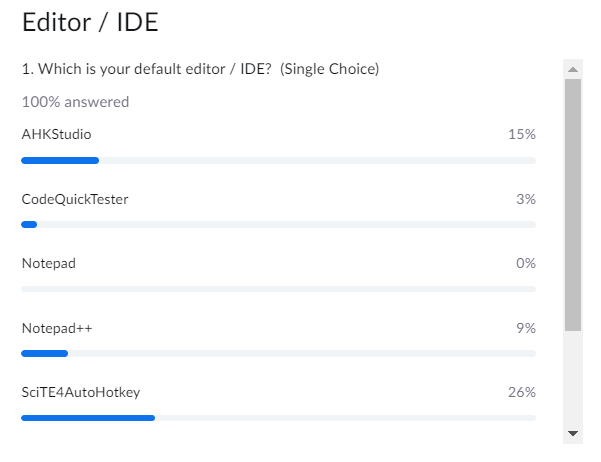 Editor / IDE
1. Which is your default editor / IDE?  (Single Choice)
100% answered
AHKStudio 15%
CodeQuickTester 3%
Notepad 0%
Notepad++ 9%
SciTE4AutoHotkey 26%